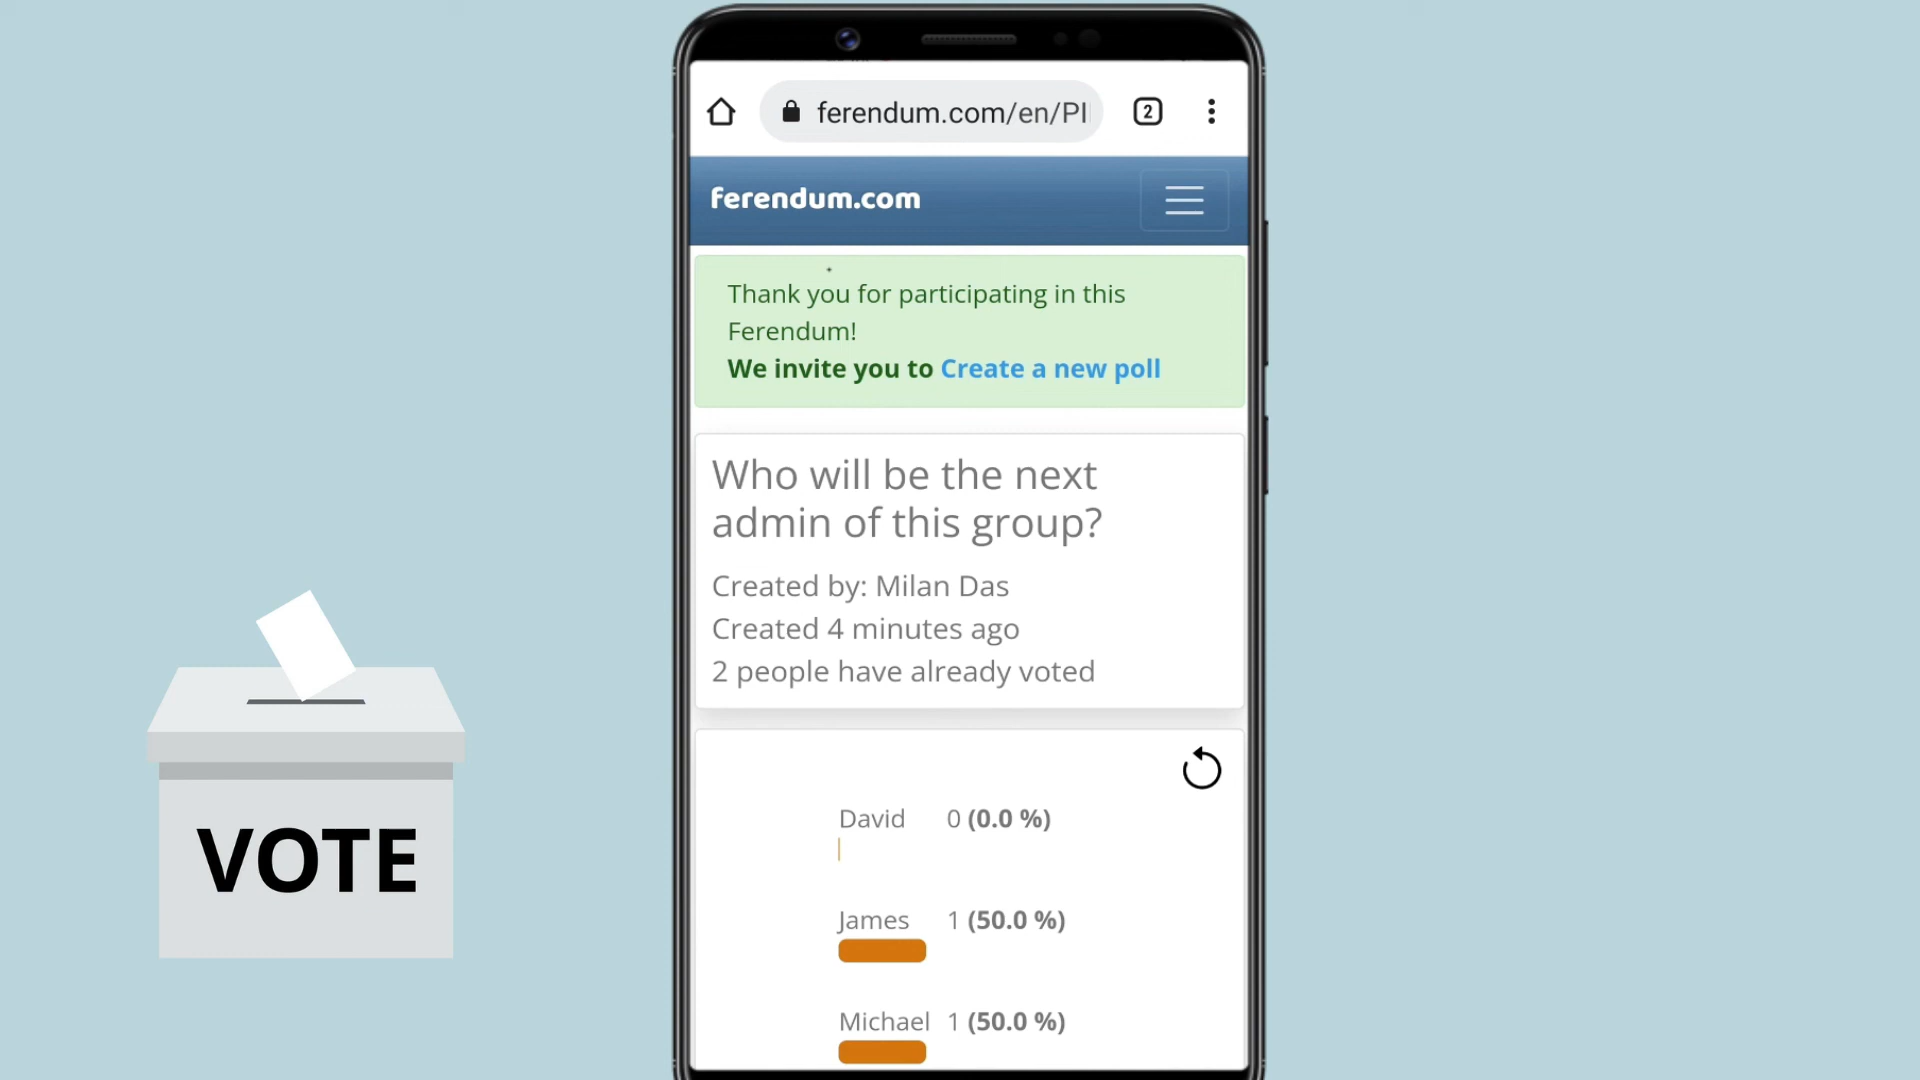 ferendum.com/en/Pl
2
ferendum.com
Thank you for participating in this
Ferendum!
We invite you to Create a new poll
Who will be the next
admin of this group?
Created by: Milan Das
Created 4 minutes ago
2 people have already voted
David 0 (0.0 %)
James 1 (50.0 %)
Michael 1 (50.0 %)
VOTE